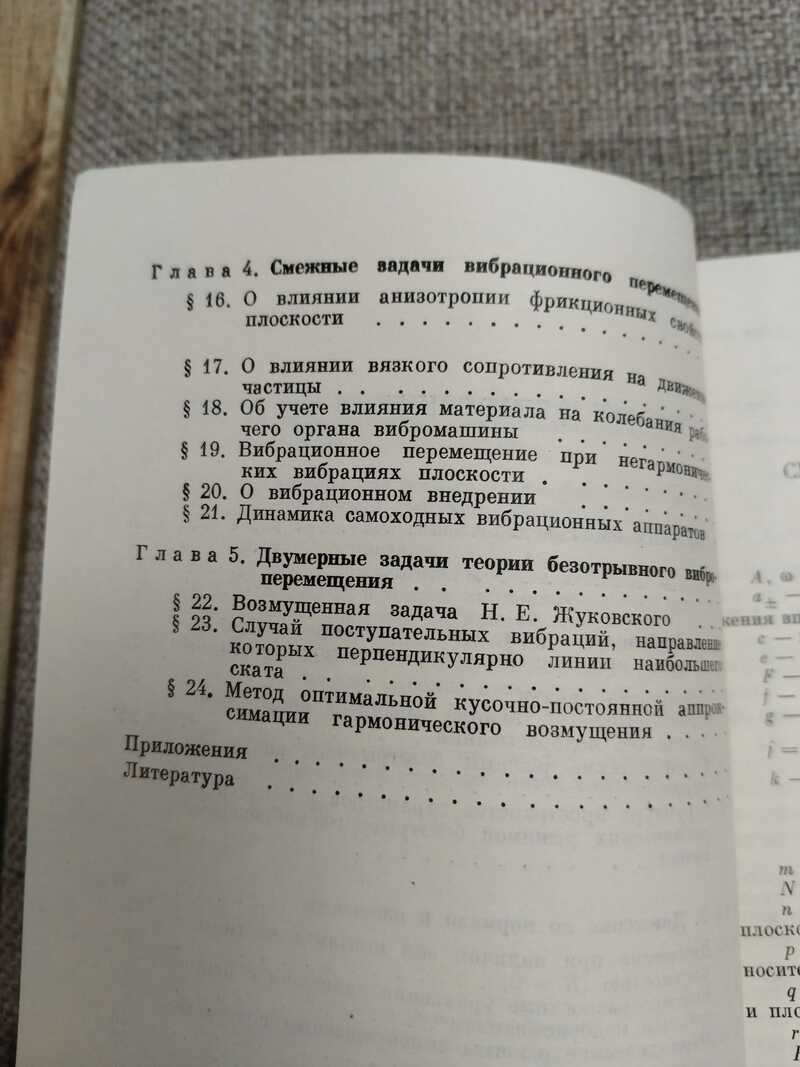 Глава 4. Смежные задачи вибрационного
§ 16. О влиянии анизотропии фрикционных
плоскости . . . . . . . . . . . . . .
§ 17. О влиянии вязкого сопротивления на
частицы . . . . . . . . . . . . . .
§ 18. Об учете влияния материала на колебания
чего органа вибромашины . . . . . .
§ 19. Вибрационное перемещение при негармониче-
ких вибрациях плоскости . . . . . . .
§ 20. О вибрационном внедрении . . . . . .
§ 21. Динамика самоходных вибрационных аппаратов
Глава 5. Двумерные задачи теории безотрывного вибро-
перемещения . . . . . . . . . . . .
§ 22. Возмущенная задача Н. Е. Жуковского . .
§ 23. Случай поступательных вибраций,
которых перпендикулярно линии
ската . . . . . . . . . . . . . . . .
§ 24. Метод оптимальной кусочно-постоянной аппрок-
симации гармонического возмущения . . . .
Приложения . . . . . . . . . . . . . . . .
Литература . . . . . . . . . . . . . . . .
m
N
n
p
q
и
r